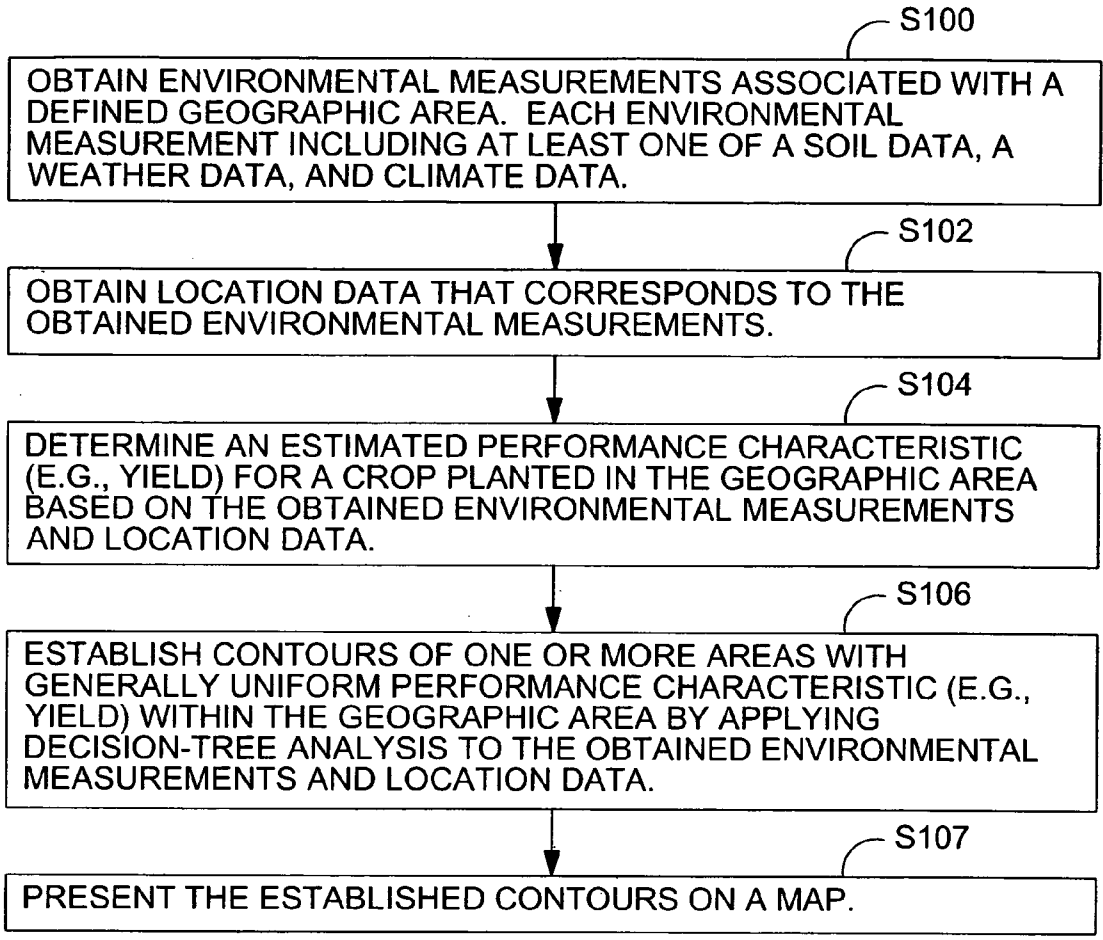 S100
OBTAIN ENVIRONMENTAL MEASUREMENTS ASSOCIATED WITH A
DEFINED GEOGRAPHIC AREA. EACH ENVIRONMENTAL
MEASUREMENT INCLUDING AT LEAST ONE OF A SOIL DATA, A
WEATHER DATA, AND CLIMATE DATA.
S102
OBTAIN LOCATION DATA THAT CORRESPONDS TO THE
OBTAINED ENVIRONMENTAL MEASUREMENTS.
S104
DETERMINE AN ESTIMATED PERFORMANCE CHARACTERISTIC
(E.G., YIELD) FOR A CROP PLANTED IN THE GEOGRAPHIC AREA
BASED ON THE OBTAINED ENVIRONMENTAL MEASUREMENTS
AND LOCATION DATA.
S106
ESTABLISH CONTOURS OF ONE OR MORE AREAS WITH
GENERALLY UNIFORM PERFORMANCE CHARACTERISTIC (E.G.,
YIELD) WITHIN THE GEOGRAPHIC AREA BY APPLYING
DECISION-TREE ANALYSIS TO THE OBTAINED ENVIRONMENTAL
MEASUREMENTS AND LOCATION DATA.
S107
PRESENT THE ESTABLISHED CONTOURS ON A MAP.